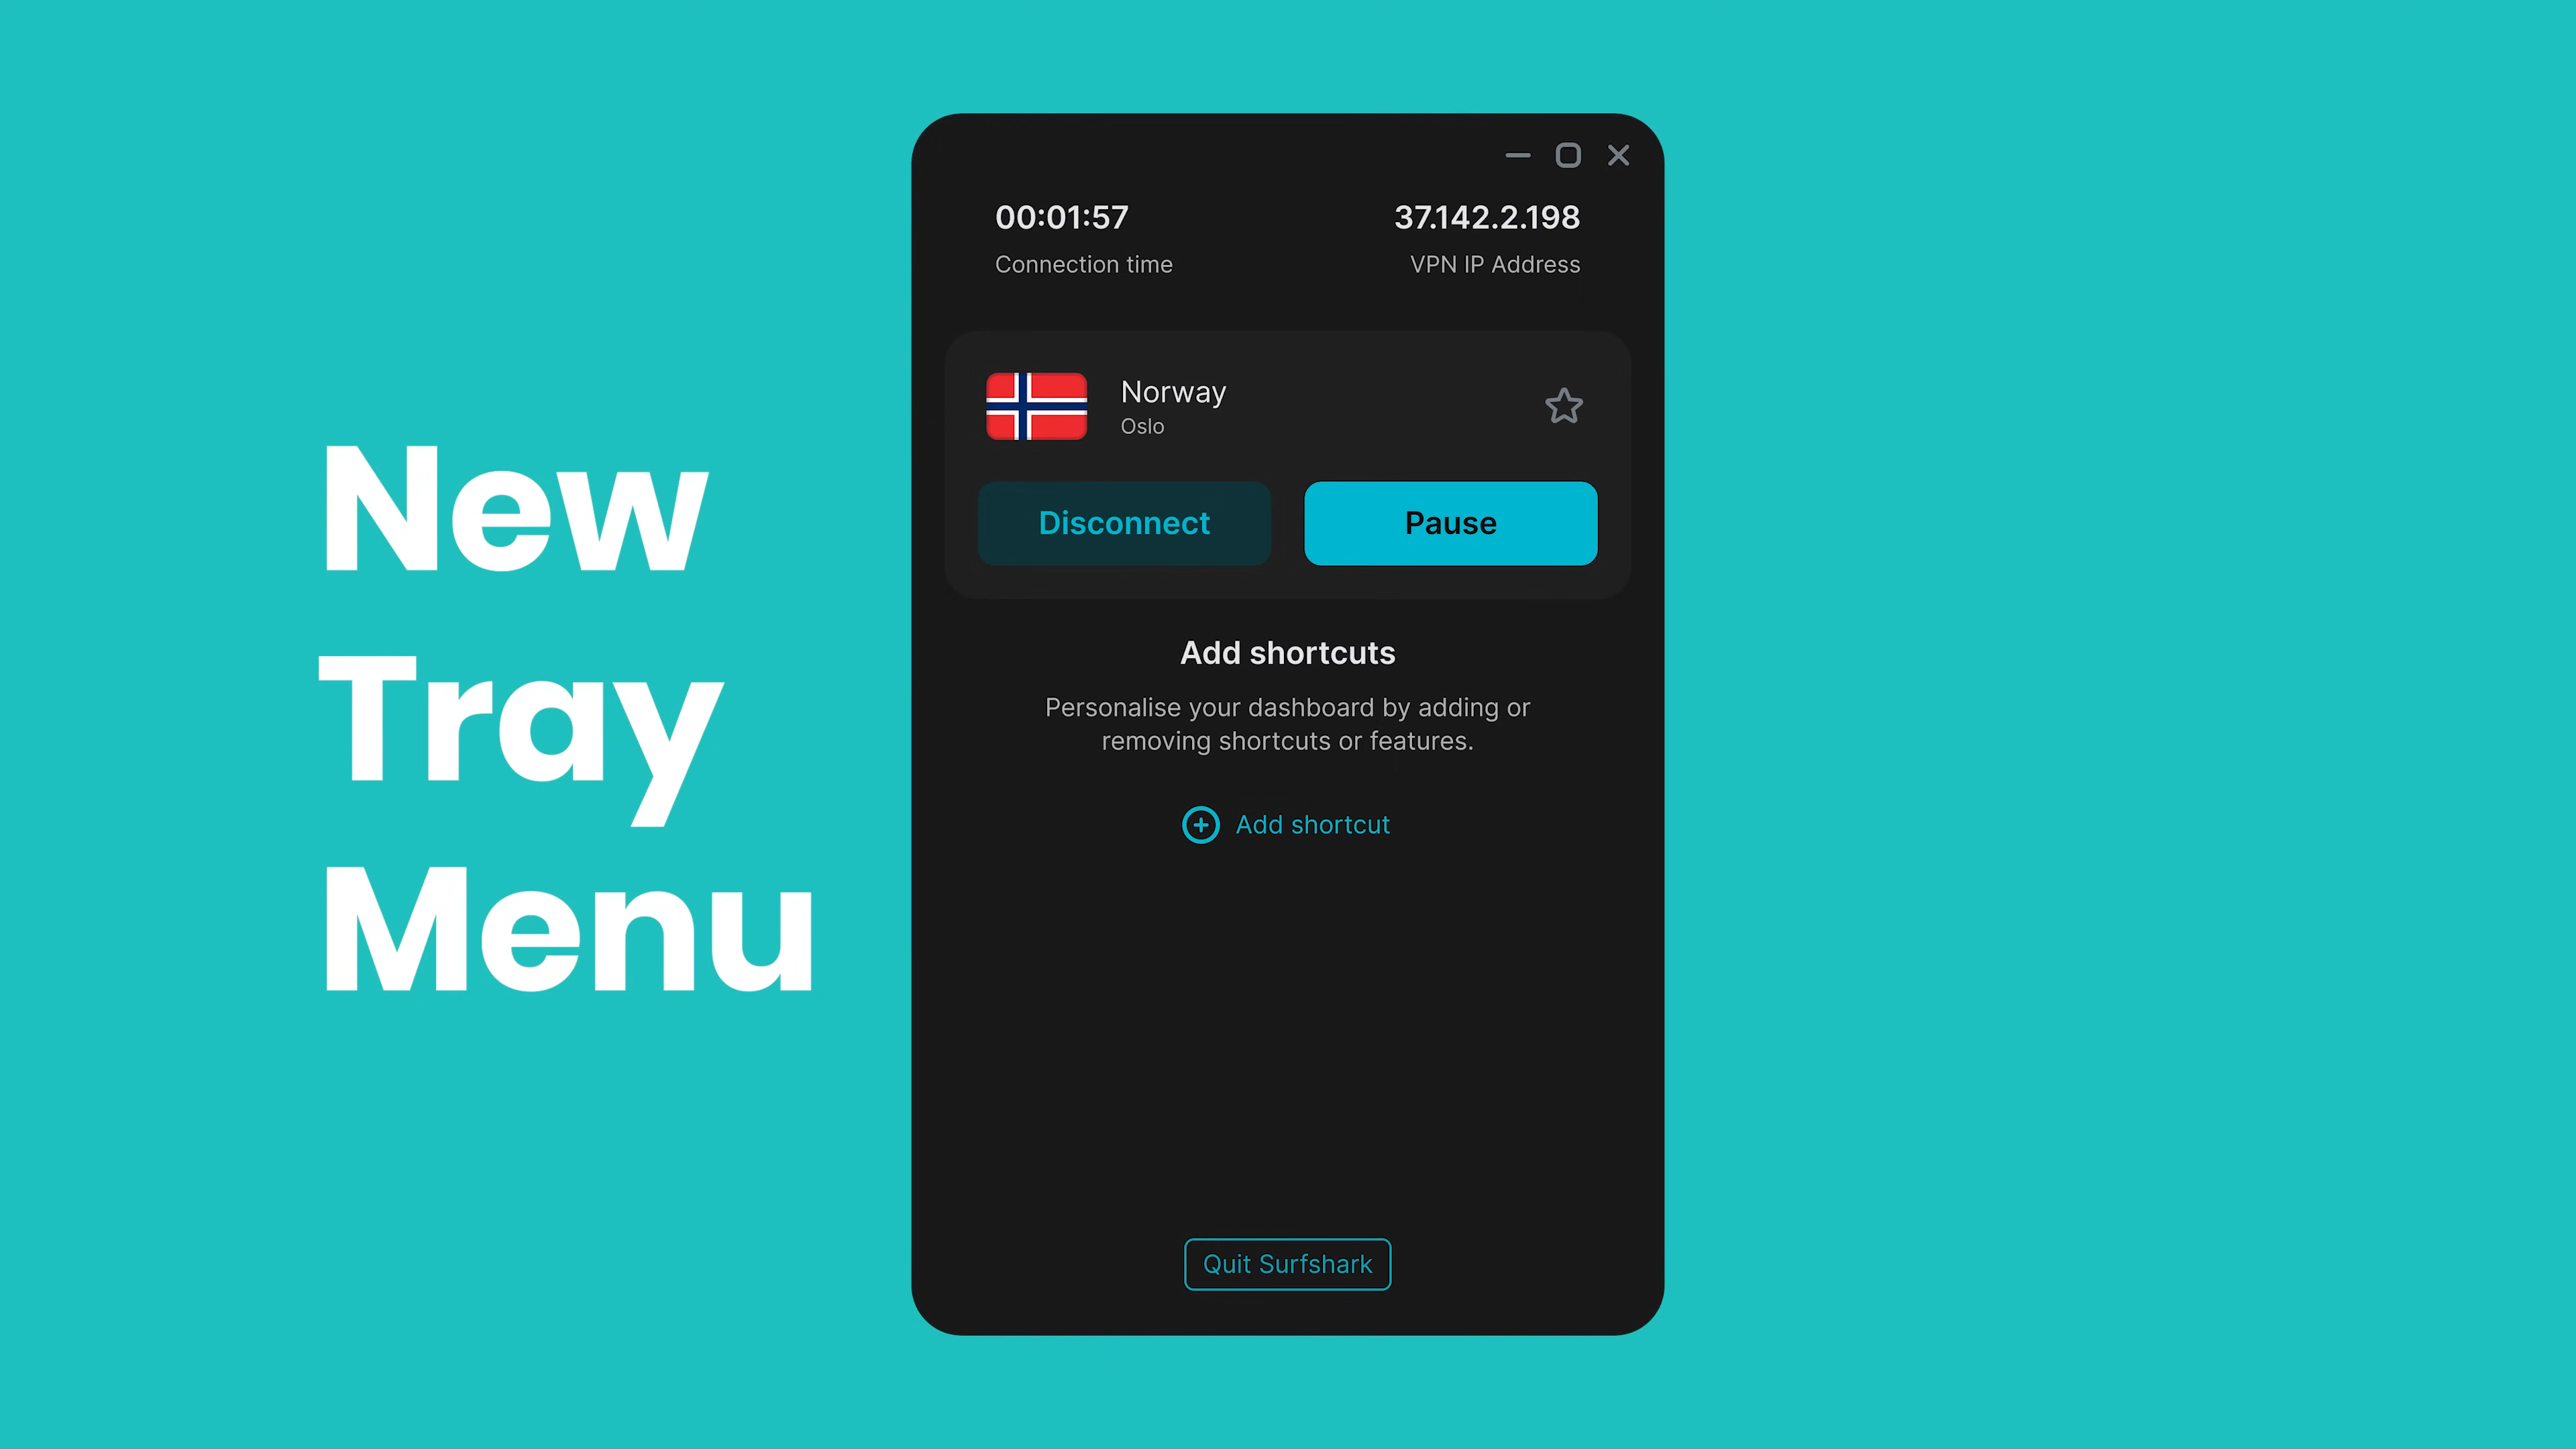 New
Tray
Menu
00:01:57
Connection time
37.142.2.198
VPN IP Address
Norway
Oslo
Disconnect
Pause
Add shortcuts
Personalise your dashboard by adding or
removing shortcuts or features.
Add shortcut
Quit Surfshark